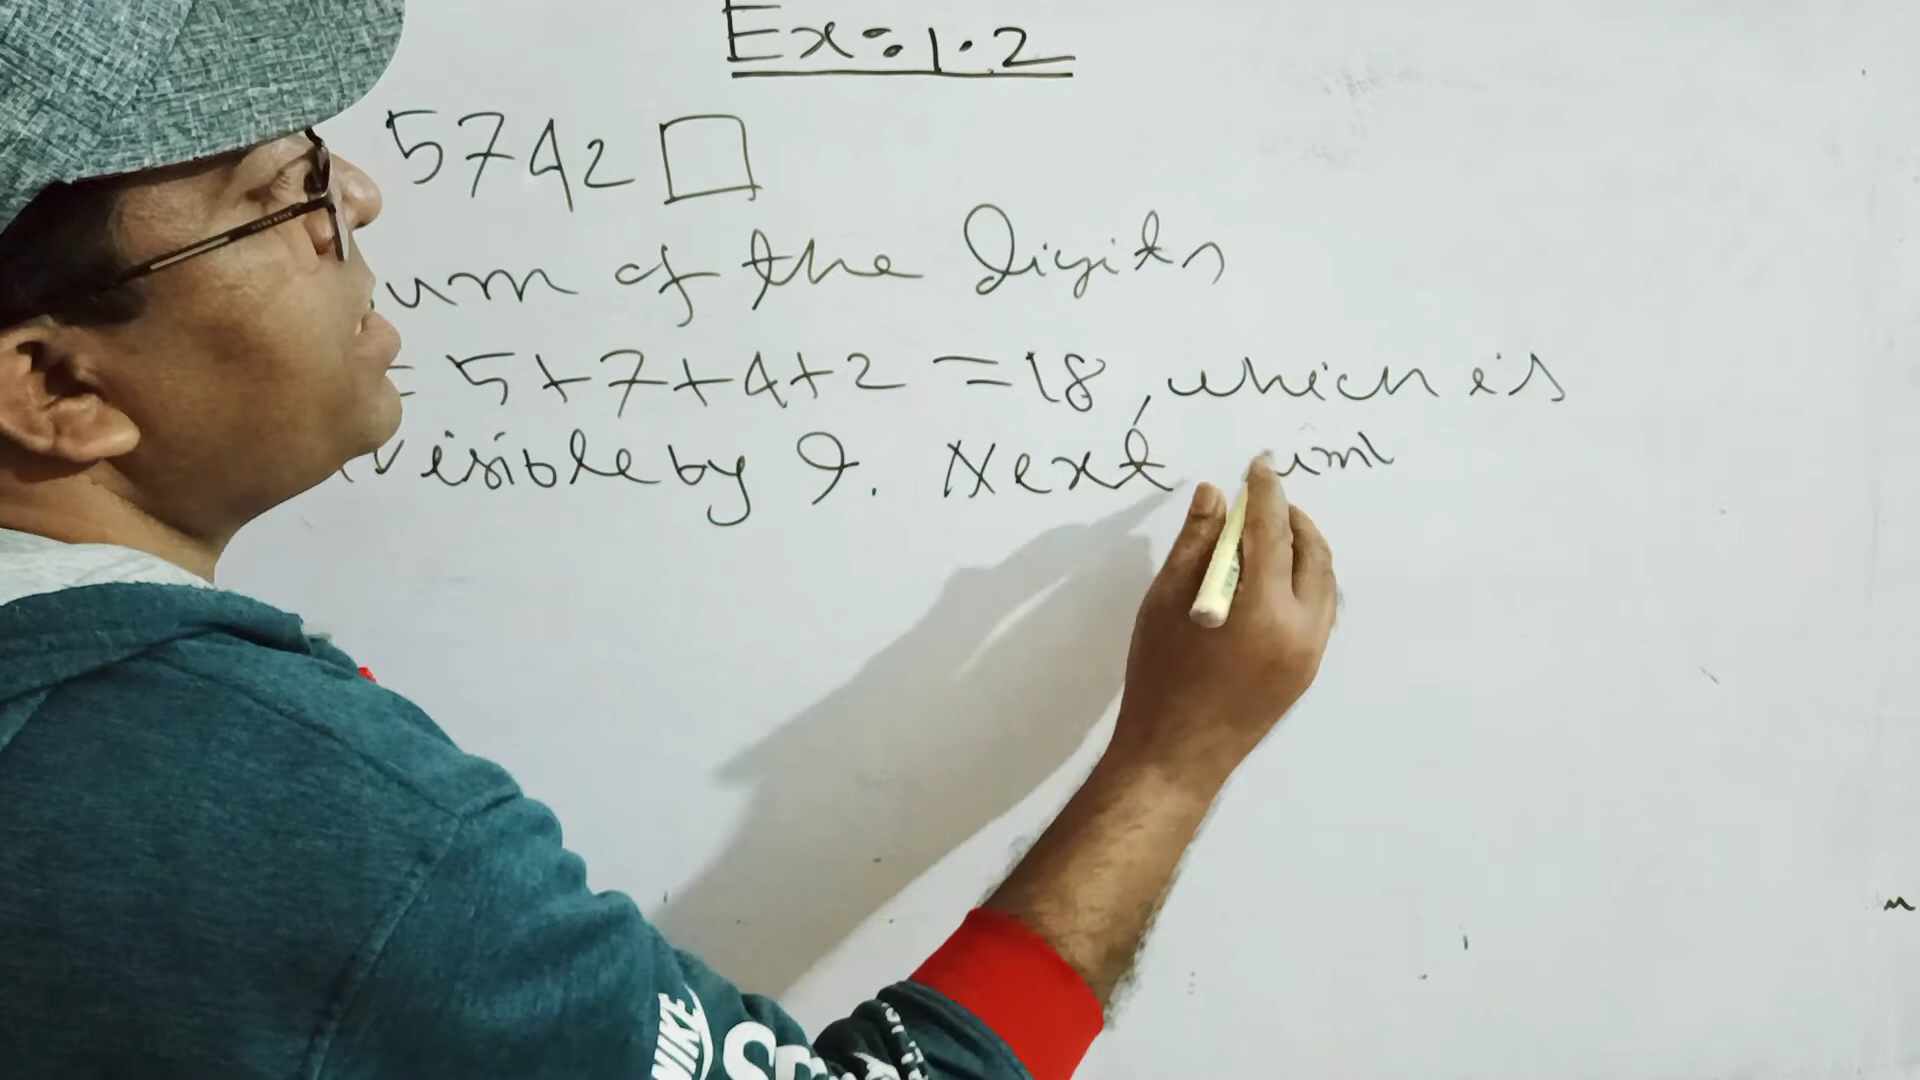 Ex: 1.2
5742 □
um of the Digits
= 5+7+4+2 = 18, which is
visible by 9. Next um
NIKE